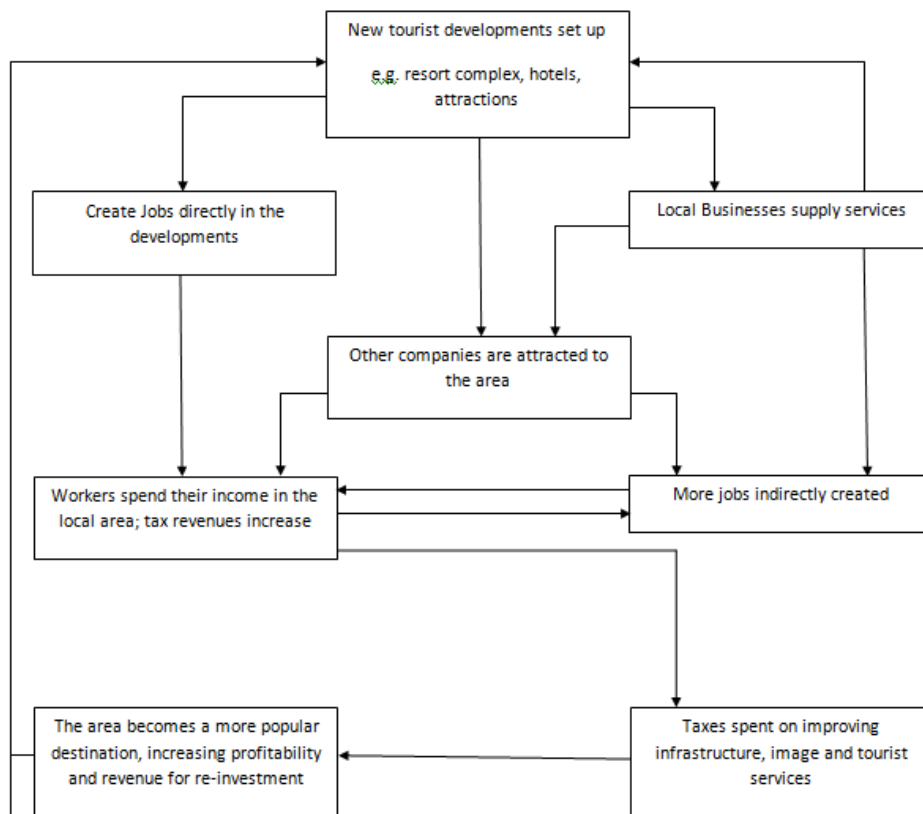 New tourist developments set up
e.g. resort complex, hotels,
attractions
Create Jobs directly in the
developments
Local Businesses supply services
Other companies are attracted to
the area
Workers spend their income in the
local area; tax revenues increase
More jobs indirectly created
The area becomes a more popular
destination, increasing profitability
and revenue for re-investment
Taxes spent on improving
infrastructure, image and tourist
services